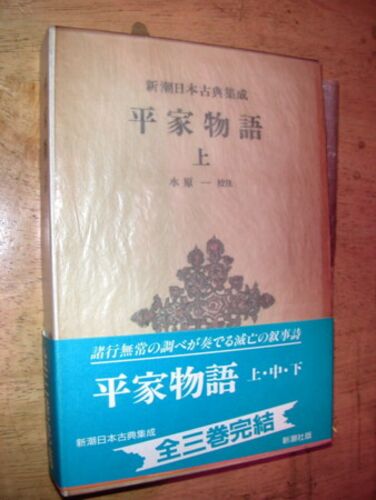 新潮日本古典集成
平家物語
上
水原一 校注
諸行無常の調べが奏でる滅亡の叙事詩
平家物語 上・中・下
新潮日本古典集成
全三巻完結
新潮社版